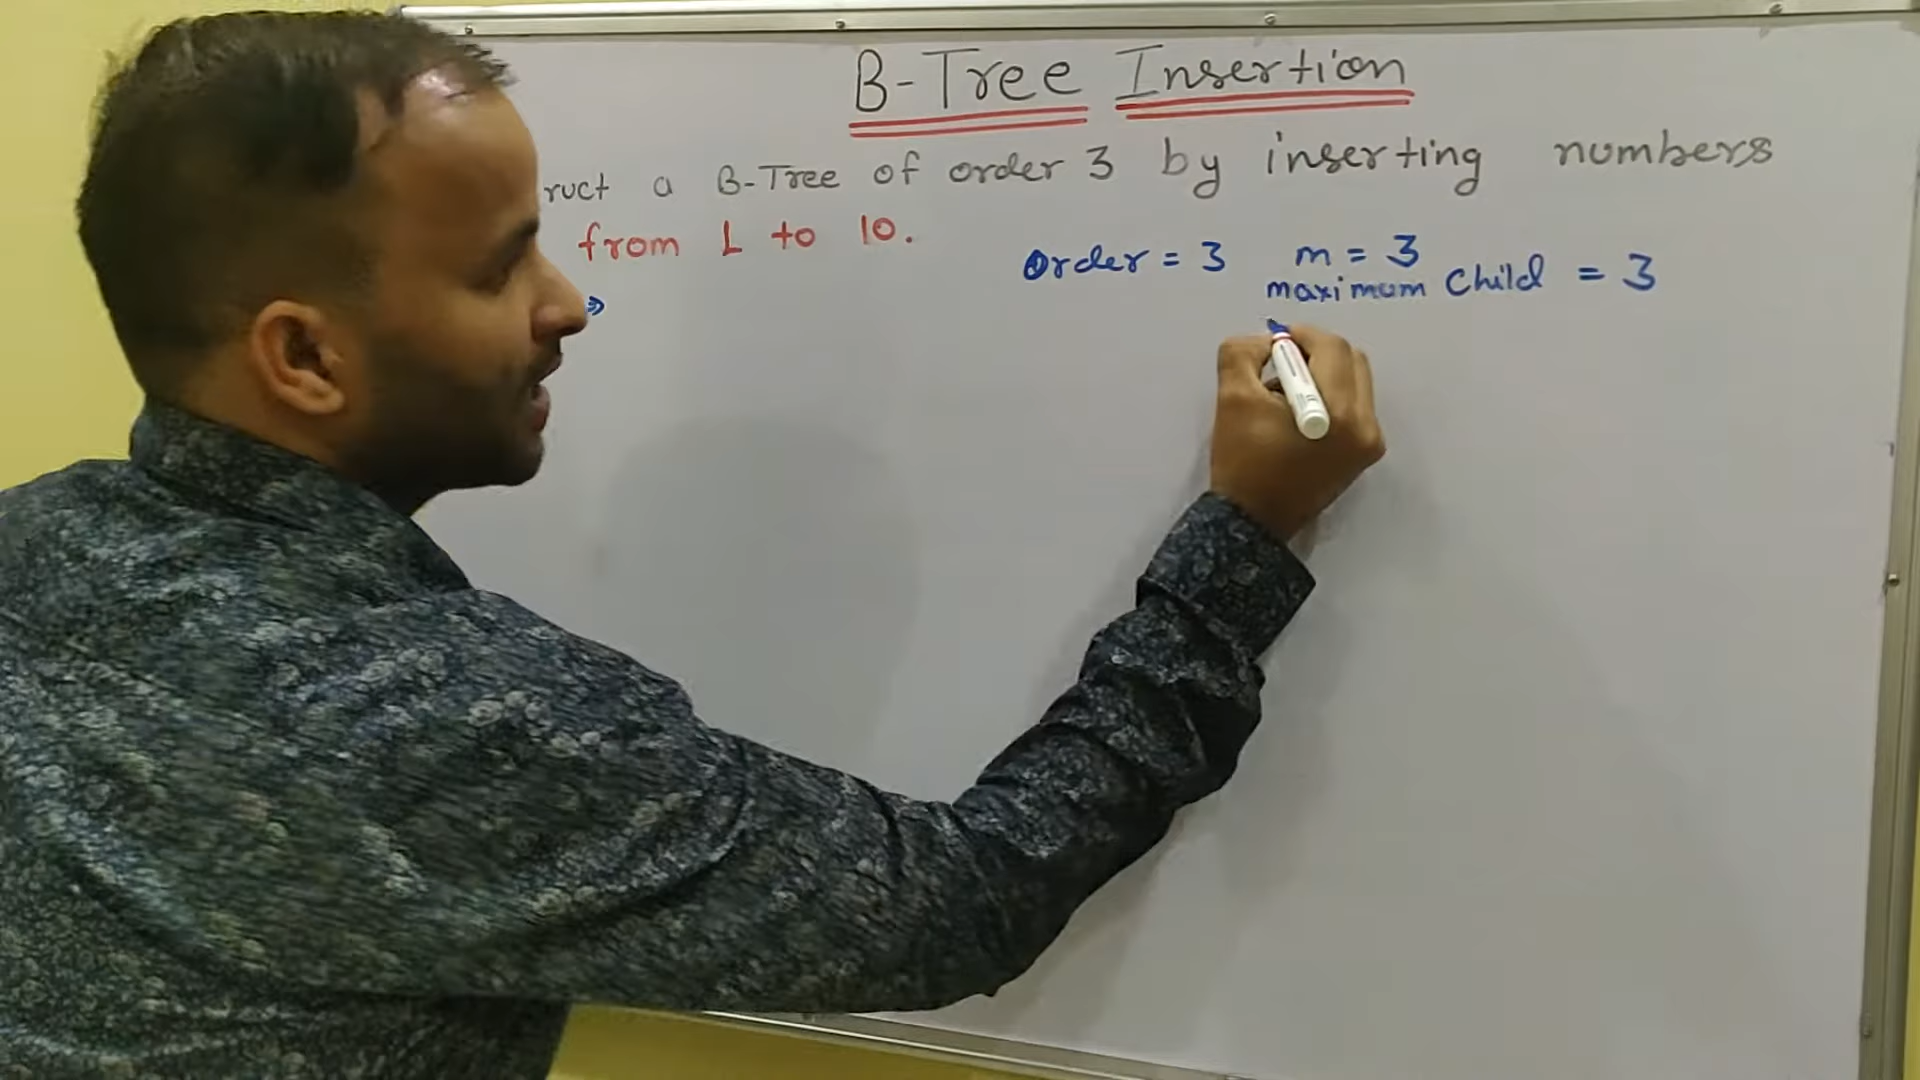 B-Tree Insertion
ruct a B-Tree of order 3 by inserting numbers
from 1 to 10.
Order = 3 m = 3
maximum Child = 3
⇒